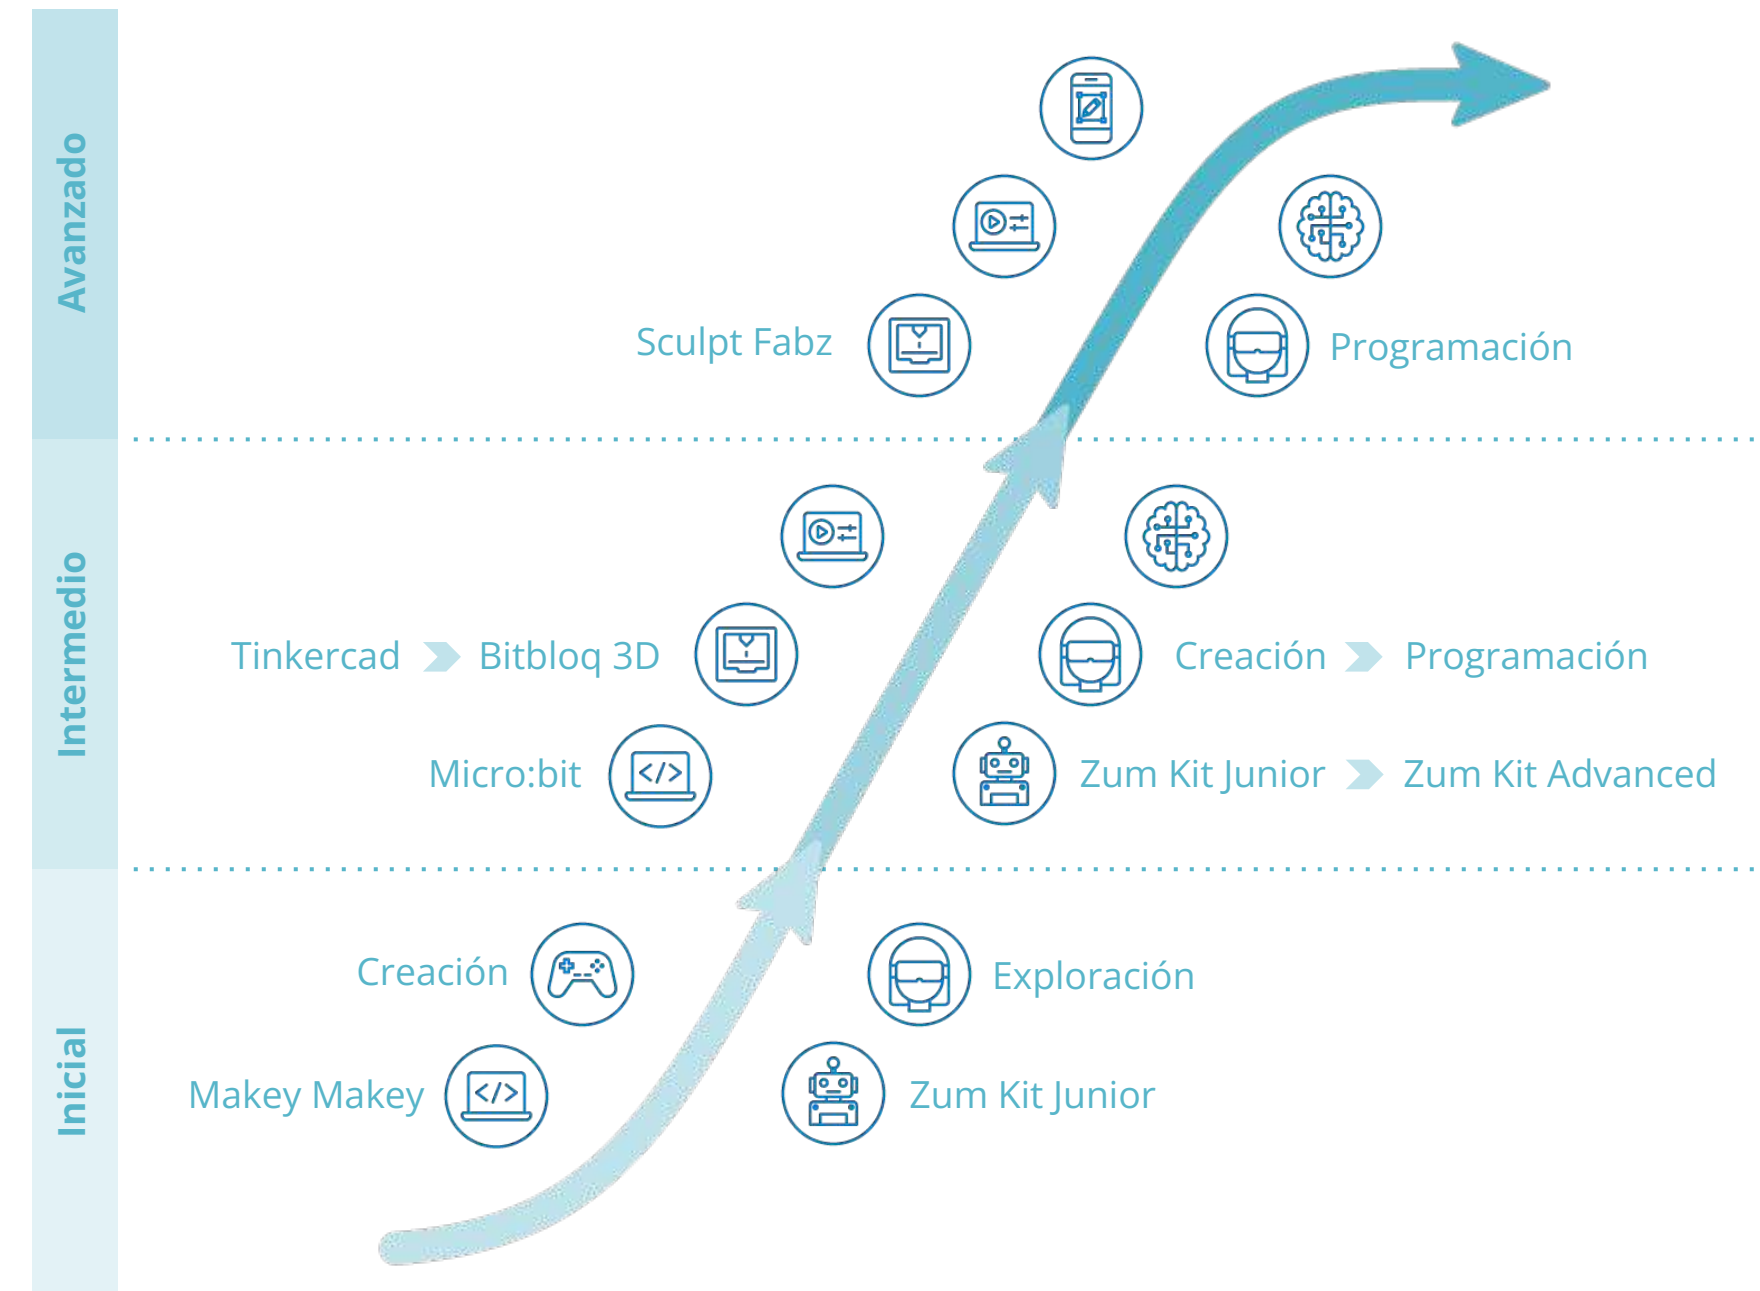 Avanzado
Sculpt Fabz
Programación
Intermedio
Tinkercad Bitbloq 3D
Creación Programación
Micro:bit
Zum Kit Junior Zum Kit Advanced
Inicial
Creación
Exploración
Makey Makey
Zum Kit Junior